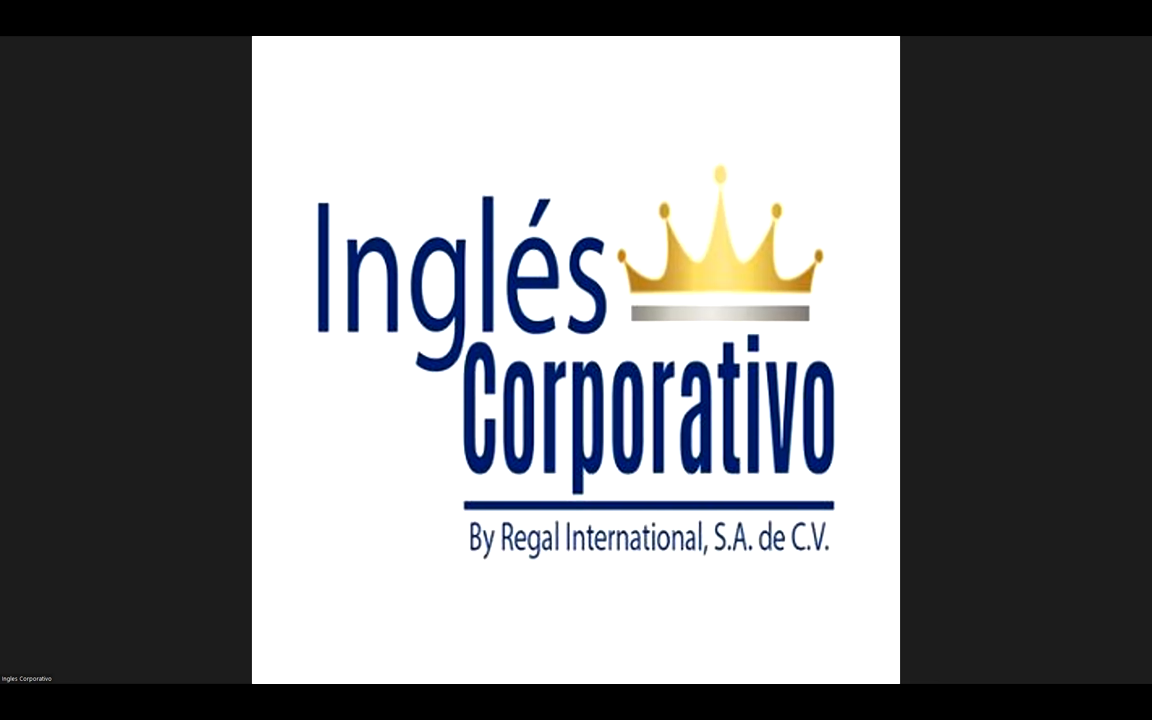 Inglés
Corporativo
By Regal International, S.A. de C.V.
Ingles Corporativo